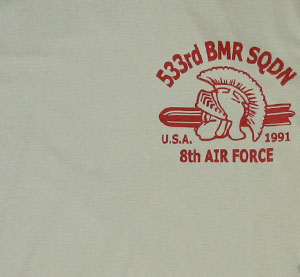 533rd BMR SQDN
U.S.A. 1991
8th AIR FORCE